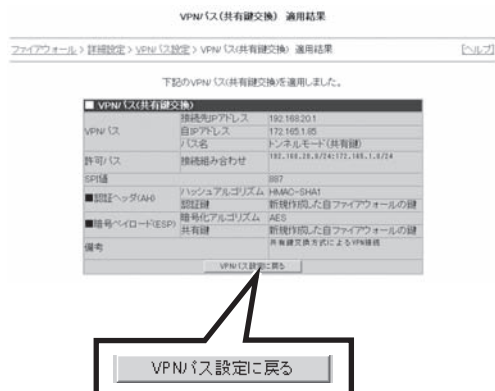 VPNパス(共有鍵交換) 適用結果
ファイアウォール > 詳細設定 > VPNパス設定 > VPNパス(共有鍵交換) 適用結果 [ヘルプ]
下記のVPNパス(共有鍵交換)を適用しました。
■ VPNパス(共有鍵交換)
VPNパス 接続先IPアドレス 192.168.20.1
自IPアドレス 172.165.1.85
パス名 トンネルモード(共有鍵)
許可パス 接続組み合わせ 192.168.20.0/24:172.165.1.0/24
SPI値 887
■認証ヘッダ(AH) ハッシュアルゴリズム HMAC-SHA1
認証鍵 新規作成した自ファイアウォールの鍵
■暗号ペイロード(ESP) 暗号化アルゴリズム AES
共有鍵 新規作成した自ファイアウォールの鍵
備考 共有鍵交換方式によるVPN接続
VPNパス設定に戻る
VPNパス設定に戻る